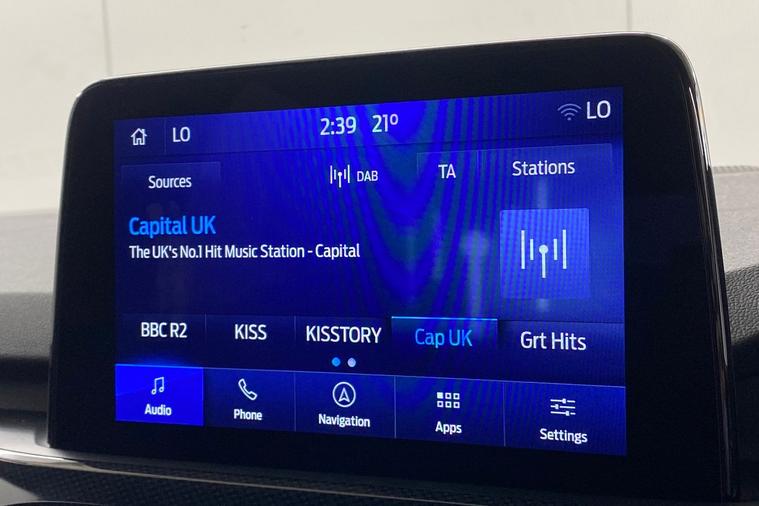 LO 2:39 21° LO
Sources DAB TA Stations
Capital UK
The UK's No.1 Hit Music Station - Capital
BBC R2 KISS KISSTORY Cap UK Grt Hits
Audio Phone Navigation Apps Settings